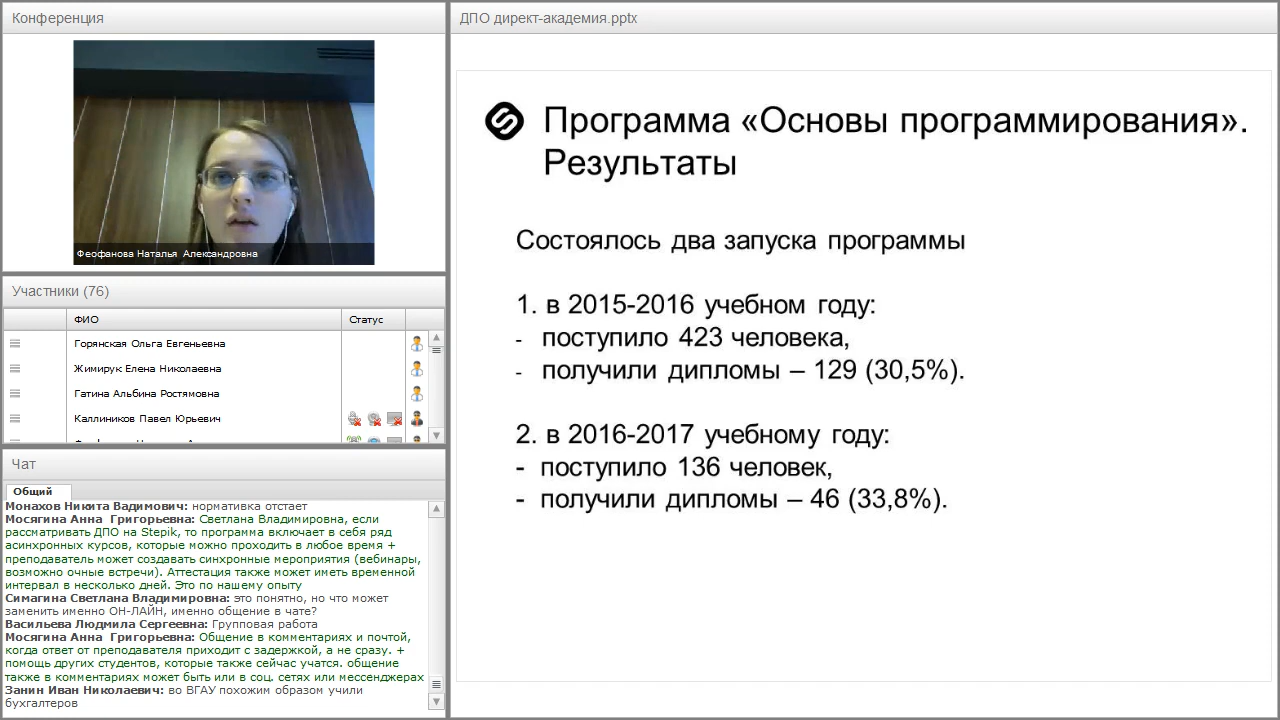 Конференция
Феофанова Наталья Александровна
Участники (76)
ФИО
Статус
Горянская Ольга Евгеньевна
Жимирук Елена Николаевна
Гатина Альбина Ростямовна
Каллиников Павел Юрьевич
Чат
Общий
Монахов Никита Вадимович: нормативка отстает
Мосягина Анна Григорьевна: Светлана Владимировна, если
рассматривать ДПО на Stepik, то программа включает в себя ряд
асинхронных курсов, которые можно проходить в любое время +
преподаватель может создавать синхронные мероприятия (вебинары,
возможно очные встречи). Аттестация также может иметь временной
интервал в несколько дней. Это по нашему опыту
Симагина Светлана Владимировна: это понятно, но что может
заменить именно ОН-ЛАЙН, именно общение в чате?
Васильева Людмила Сергеевна: Групповая работа
Мосягина Анна Григорьевна: Общение в комментариях и почтой,
когда ответ от преподавателя приходит с задержкой, а не сразу. +
помощь других студентов, которые также сейчас учатся. общение
также в комментариях может быть или в соц. сетях или мессенджерах
Занин Иван Николаевич: во ВГАУ похожим образом учили
бухгалтеров
ДПО директ-академия.pptx
Программа «Основы программирования».
Результаты
Состоялось два запуска программы
1. в 2015-2016 учебном году:
- поступило 423 человека,
- получили дипломы – 129 (30,5%).
2. в 2016-2017 учебному году:
- поступило 136 человек,
- получили дипломы – 46 (33,8%).